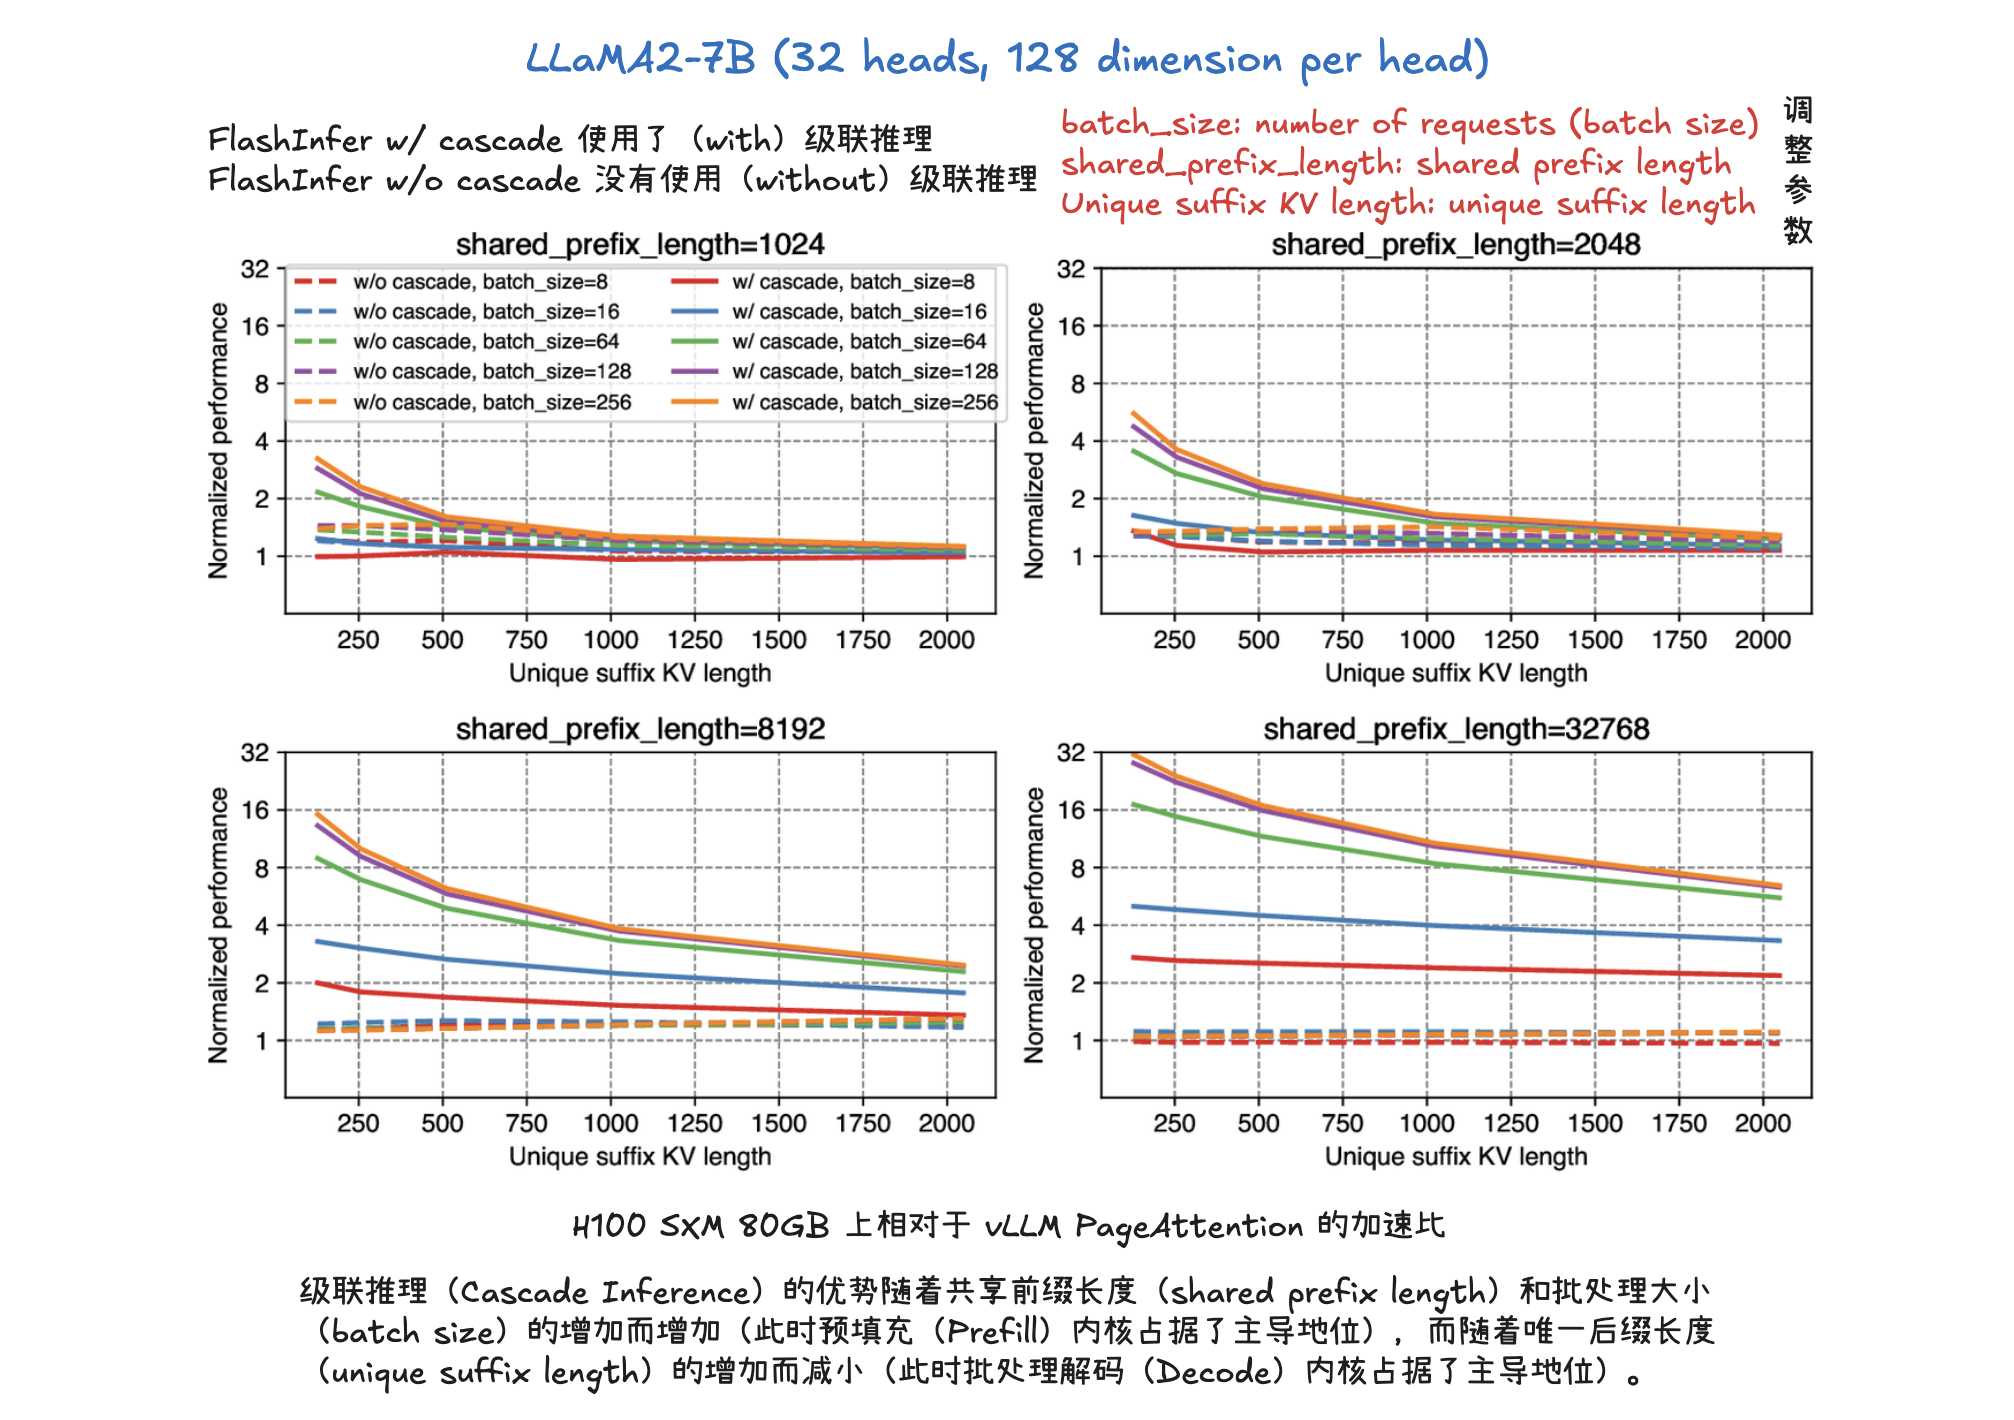 LLaMA2-7B (32 heads, 128 dimension per head)
FlashInfer w/ cascade 使用了（with）级联推理
FlashInfer w/o cascade 没有使用（without）级联推理
batch_size: number of requests (batch size)
shared_prefix_length: shared prefix length
Unique suffix KV length: unique suffix length
调
整
参
数
shared_prefix_length=1024
Normalized performance
32
16
8
4
2
1
w/o cascade, batch_size=8
w/o cascade, batch_size=16
w/o cascade, batch_size=64
w/o cascade, batch_size=128
w/o cascade, batch_size=256
w/ cascade, batch_size=8
w/ cascade, batch_size=16
w/ cascade, batch_size=64
w/ cascade, batch_size=128
w/ cascade, batch_size=256
250 500 750 1000 1250 1500 1750 2000
Unique suffix KV length
shared_prefix_length=2048
Normalized performance
32
16
8
4
2
1
250 500 750 1000 1250 1500 1750 2000
Unique suffix KV length
shared_prefix_length=8192
Normalized performance
32
16
8
4
2
1
250 500 750 1000 1250 1500 1750 2000
Unique suffix KV length
shared_prefix_length=32768
Normalized performance
32
16
8
4
2
1
250 500 750 1000 1250 1500 1750 2000
Unique suffix KV length
H100 SXM 80GB 上相对于 vLLM PageAttention 的加速比
级联推理（Cascade Inference）的优势随着共享前缀长度（shared prefix length）和批处理大小
（batch size）的增加而增加（此时预填充（Prefill）内核占据了主导地位），而随着唯一后缀长度
（unique suffix length）的增加而减小（此时批处理解码（Decode）内核占据了主导地位）。